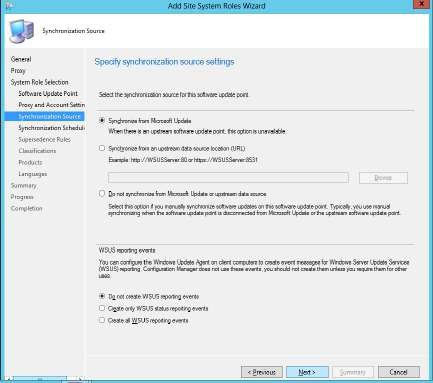 Add Site System Roles Wizard
x
Synchronization Source
General
Proxy
System Role Selection
Software Update Point
Proxy and Account Settin
Synchronization Source
Synchronization Schedul
Supersedence Rules
Classifications
Products
Languages
Summary
Progress
Completion
Specify synchronization source settings
Select the synchronization source for this software update point.
Synchronize from Microsoft Update
When there is an upstream software update point, this option is unavailable
Synchronize from an upstream data source location (URL)
Example: http://WSUSServer:80 or https://WSUSServer:8531
Browse
Do not synchronize from Microsoft Update or upstream data source.
Select this option if you manually synchronize software updates on this software update point. Typically, you use manual
synchronizing when the software update point is disconnected from Microsoft Update or the upstream software update point.
WSUS reporting events
You can configure the Windows Update Agent on client computers to create event messages for Windows Server Update Services
(WSUS) reporting. Configuration Manager does not use these events, you should not create them unless you require them for other
uses.
Do not create WSUS reporting events
Create only WSUS status reporting events
Create all WSUS reporting events
< Previous
Next >
Summary
Cancel